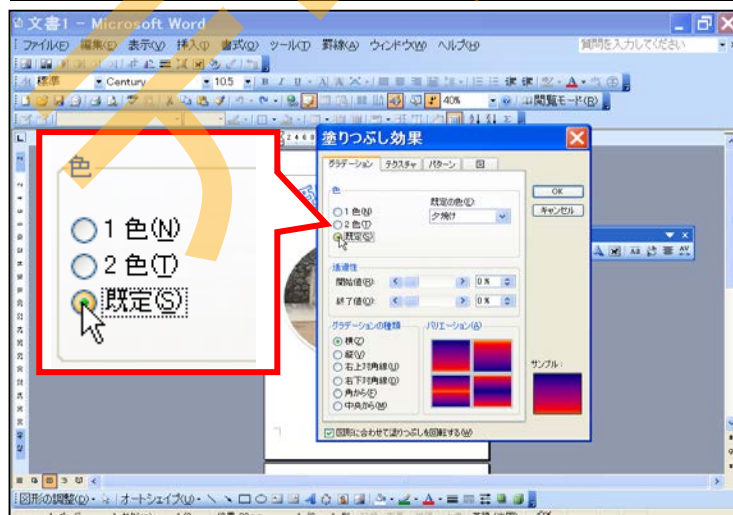 文書1 - Microsoft Word
ファイル(F) 編集(E) 表示(V) 挿入(I) 書式(O) ツール(T) 罫線(A) ウィンドウ(W) ヘルプ(H) 質問を入力してください
標準 Century 10.5 B I U
40% 閲覧モード(R)
塗りつぶし効果
グラデーション テクスチャ パターン 図
色
1 色(N)
2 色(T)
既定(S)
既定の色(E):
夕焼け
OK
キャンセル
色
1 色(N)
2 色(T)
既定(S)
透過性
開始値(R): 0 %
終了値(O): 0 %
グラデーションの種類
横(Z)
縦(V)
右上対角線(U)
右下対角線(D)
角から(F)
中央から(M)
バリエーション(A)
サンプル:
図形に合わせて塗りつぶしを回転する(W)
図形の調整(D) オートシェイプ(U)